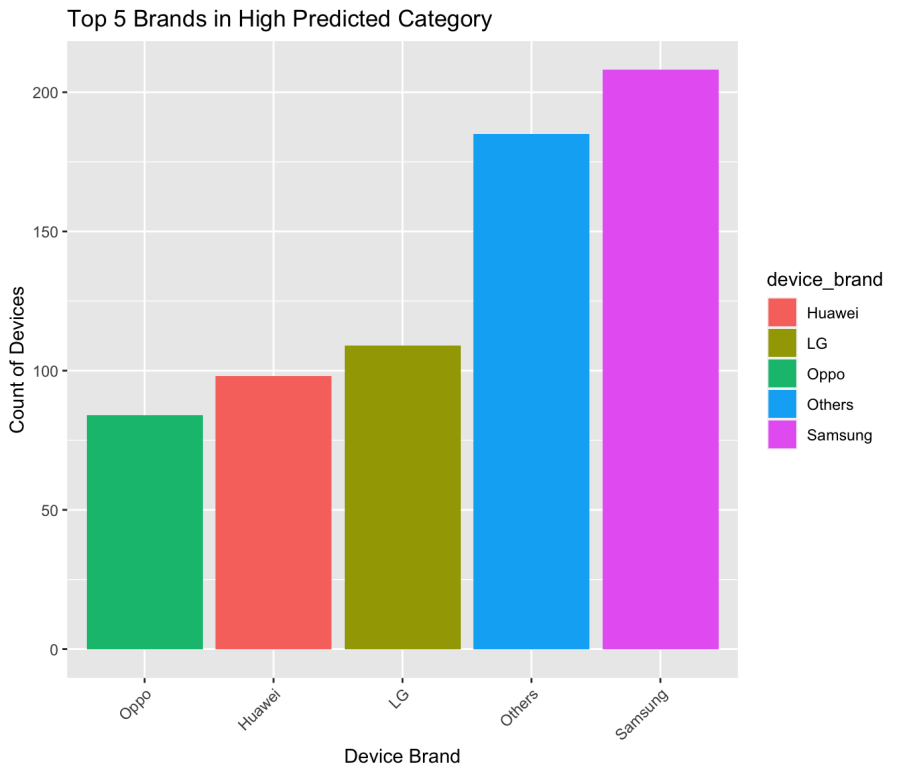 Top 5 Brands in High Predicted Category
Count of Devices
200
150
100
50
0
Oppo
Huawei
LG
Others
Samsung
Device Brand
device_brand
Huawei
LG
Oppo
Others
Samsung